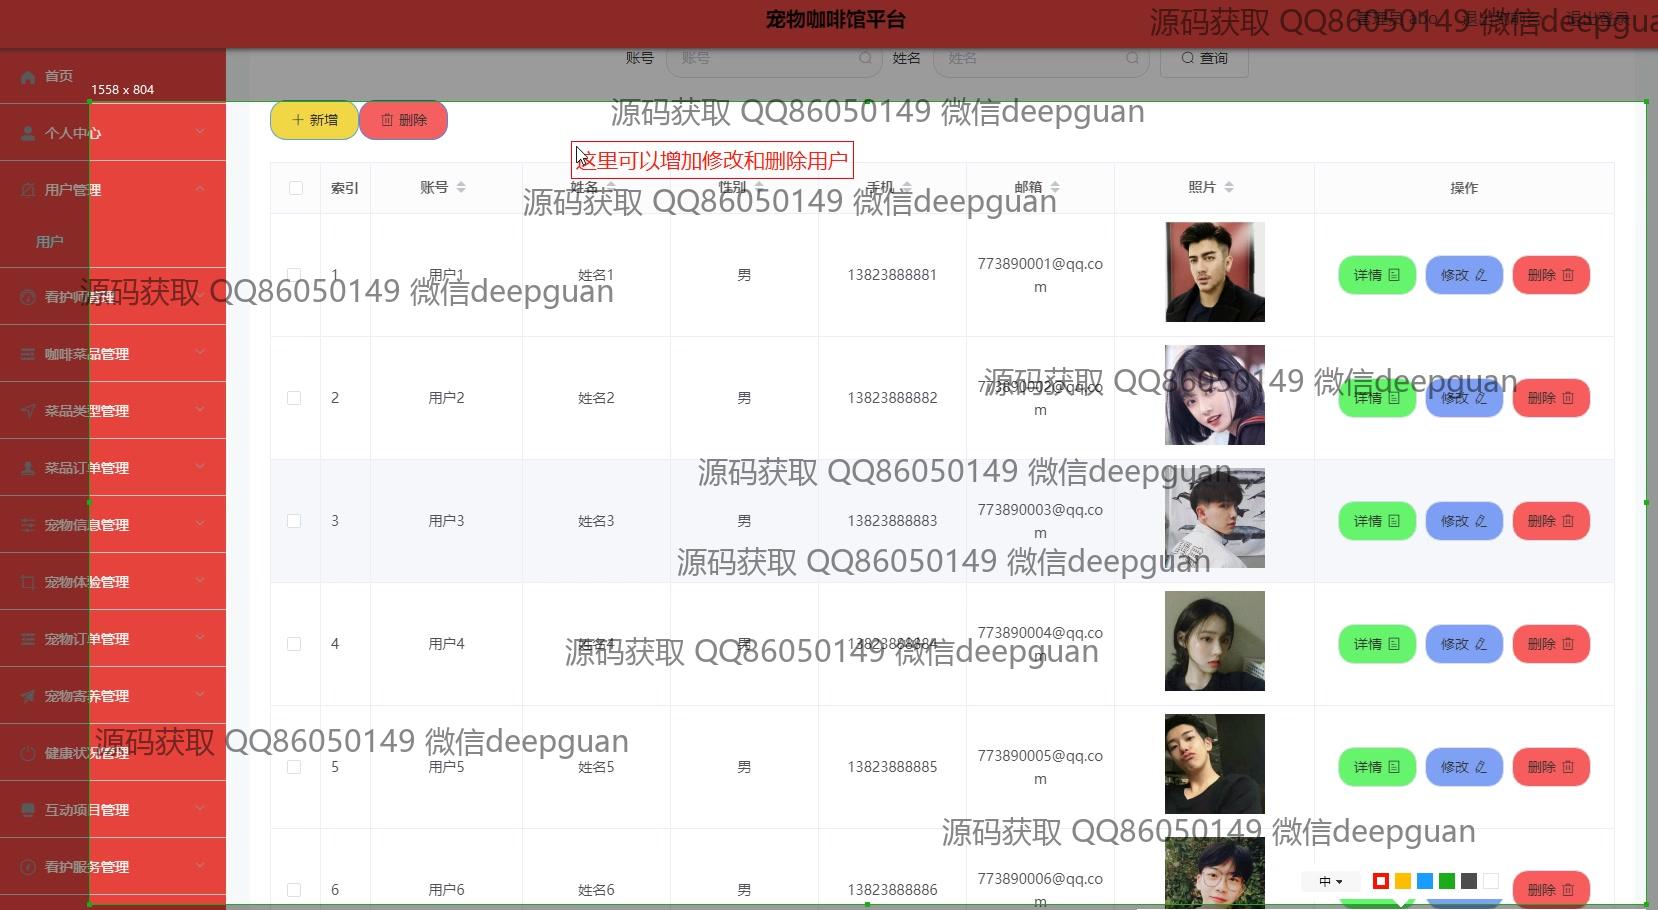 宠物咖啡馆平台
源码获取 QQ86050149 微信deepguan
账号 账号 姓名 姓名 查询
首页
1558 x 804
个人中心
用户管理
用户
看护师管理
咖啡菜品管理
菜品类型管理
菜品订单管理
宠物信息管理
宠物体验管理
宠物订单管理
宠物寄养管理
健康状况管理
互动项目管理
看护服务管理
新增 删除
源码获取 QQ86050149 微信deepguan
这里可以增加修改和删除用户
索引 账号 姓名 性别 手机 邮箱 照片 操作
源码获取 QQ86050149 微信deepguan
1 用户1 姓名1 男 13823888881 773890001@qq.co
m
详情 修改 删除
源码获取 QQ86050149 微信deepguan
2 用户2 姓名2 男 13823888882 773890002@qq.co
m
详情 修改 删除
源码获取 QQ86050149 微信deepguan
源码获取 QQ86050149 微信deepguan
3 用户3 姓名3 男 13823888883 773890003@qq.co
m
详情 修改 删除
源码获取 QQ86050149 微信deepguan
4 用户4 姓名4 男 13823888884 773890004@qq.co
m
详情 修改 删除
源码获取 QQ86050149 微信deepguan
源码获取 QQ86050149 微信deepguan
5 用户5 姓名5 男 13823888885 773890005@qq.co
m
详情 修改 删除
源码获取 QQ86050149 微信deepguan
6 用户6 姓名6 男 13823888886 773890006@qq.co
m
删除
中